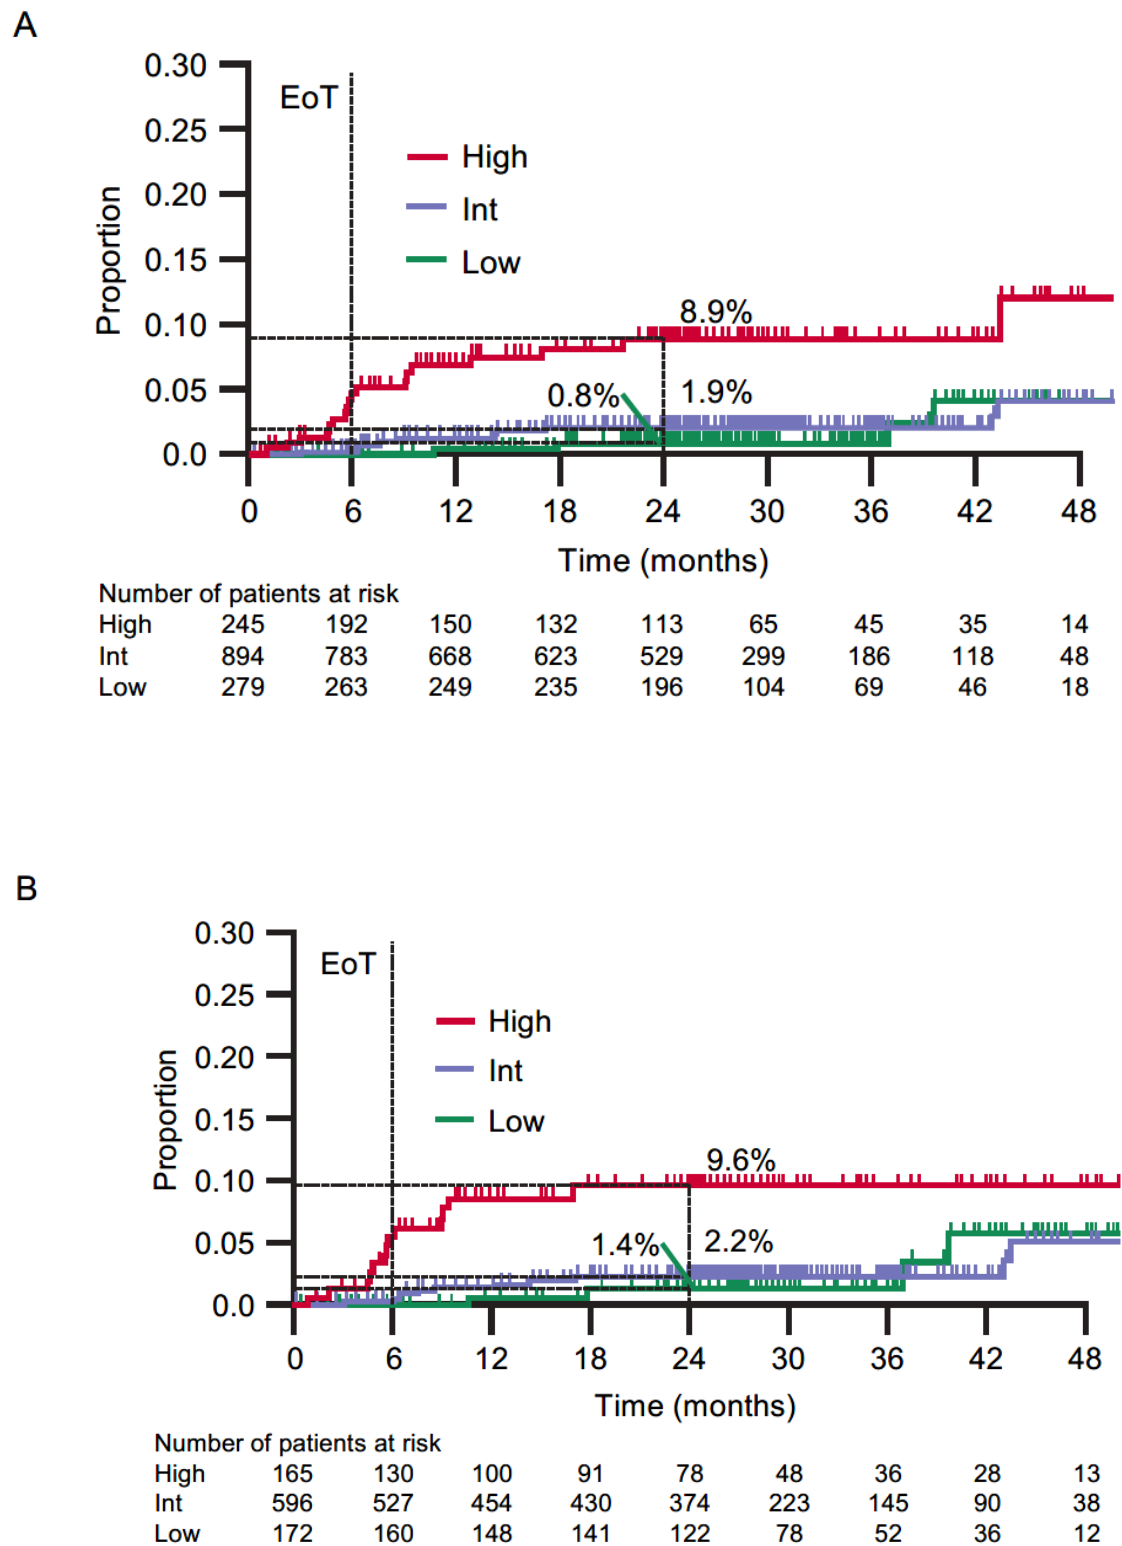 A
0.30
EoT
0.25
High
0.20
Int
0.15
Low
Proportion
0.10
8.9%
0.05
0.8%
1.9%
0.0
0 6 12 18 24 30 36 42 48
Time (months)
Number of patients at risk
High 245 192 150 132 113 65 45 35 14
Int 894 783 668 623 529 299 186 118 48
Low 279 263 249 235 196 104 69 46 18
B
0.30
EoT
0.25
High
0.20
Int
0.15
Low
Proportion
0.10
9.6%
0.05
1.4%
2.2%
0.0
0 6 12 18 24 30 36 42 48
Time (months)
Number of patients at risk
High 165 130 100 91 78 48 36 28 13
Int 596 527 454 430 374 223 145 90 38
Low 172 160 148 141 122 78 52 36 12